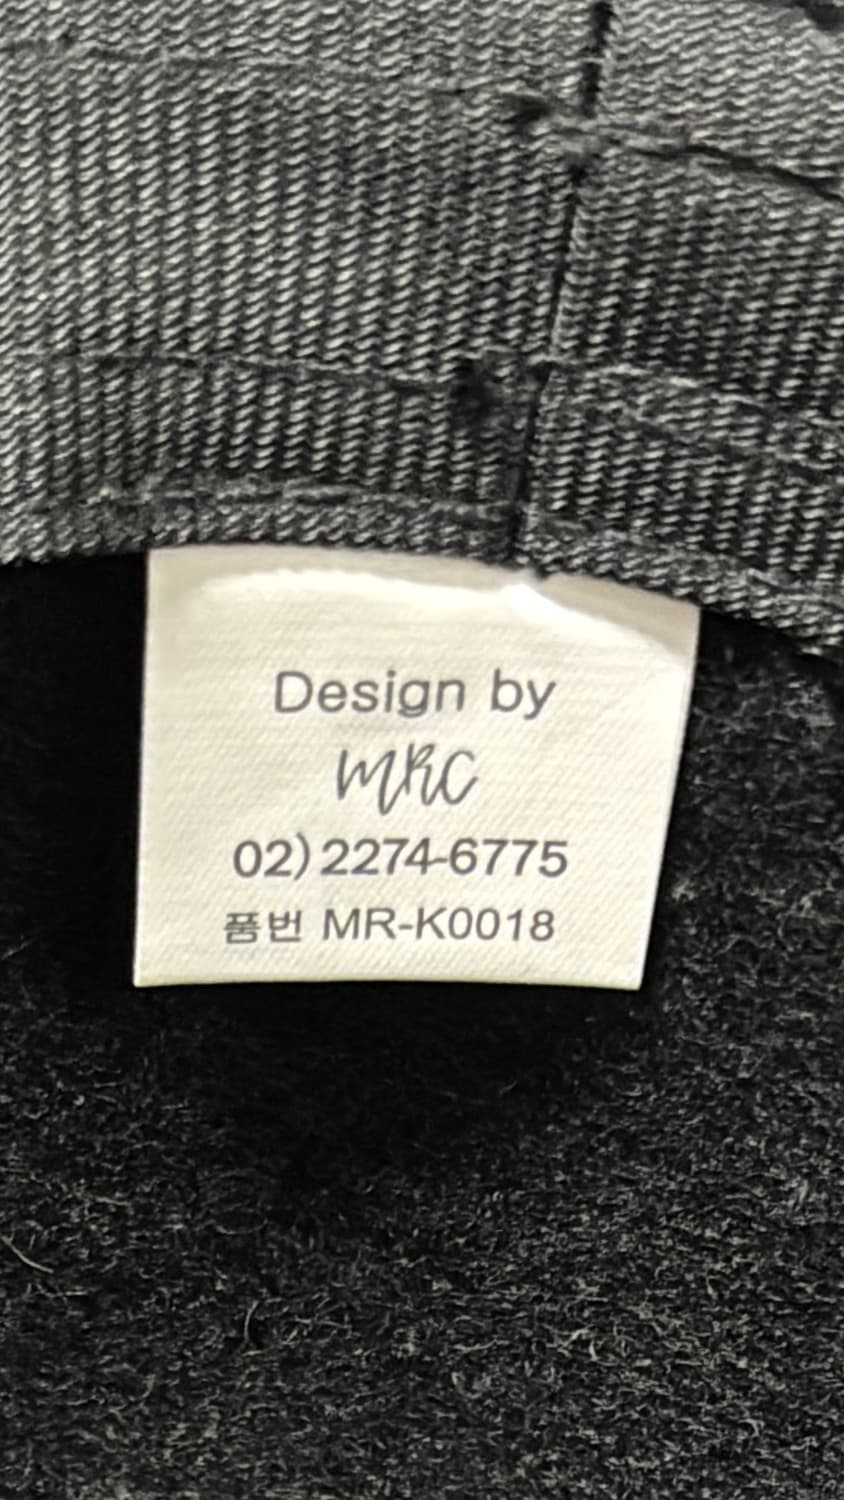 Design by
MRC
02) 2274-6775
품번 MR-K0018